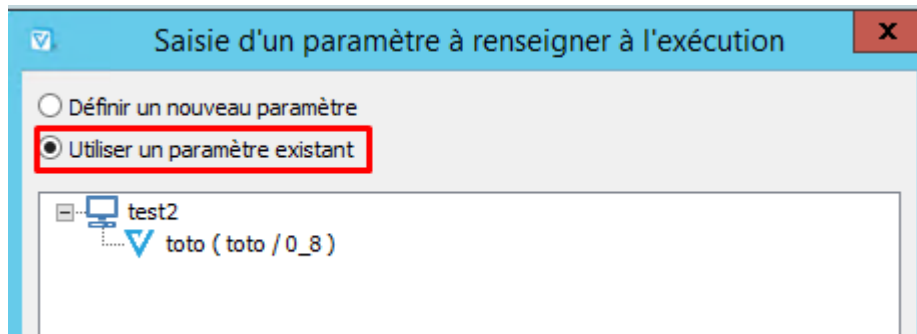 Saisie d'un paramètre à renseigner à l'exécution
Définir un nouveau paramètre
Utiliser un paramètre existant
test2
toto ( toto / 0_8 )